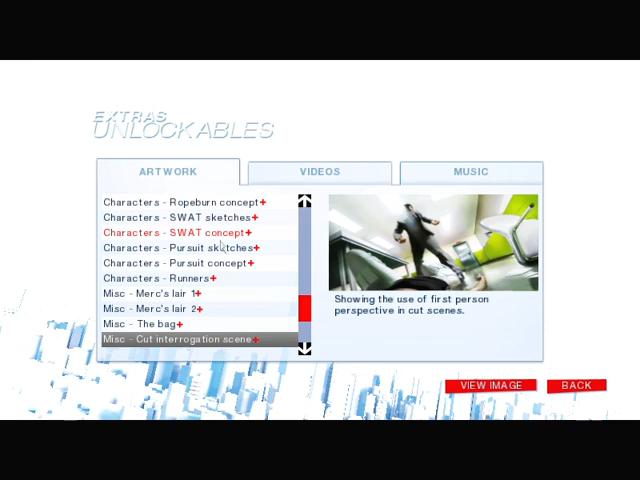 EXTRAS
UNLOCKABLES
ARTWORK
VIDEOS
MUSIC
Characters - Ropeburn concept+
Characters - SWAT sketches+
Characters - SWAT concept+
Characters - Pursuit sketches+
Characters - Pursuit concept+
Characters - Runners+
Misc - Merc's lair 1+
Misc - Merc's lair 2+
Misc - The bag+
Misc - Cut interrogation scene+
Showing the use of first person
perspective in cut scenes.
VIEW IMAGE
BACK